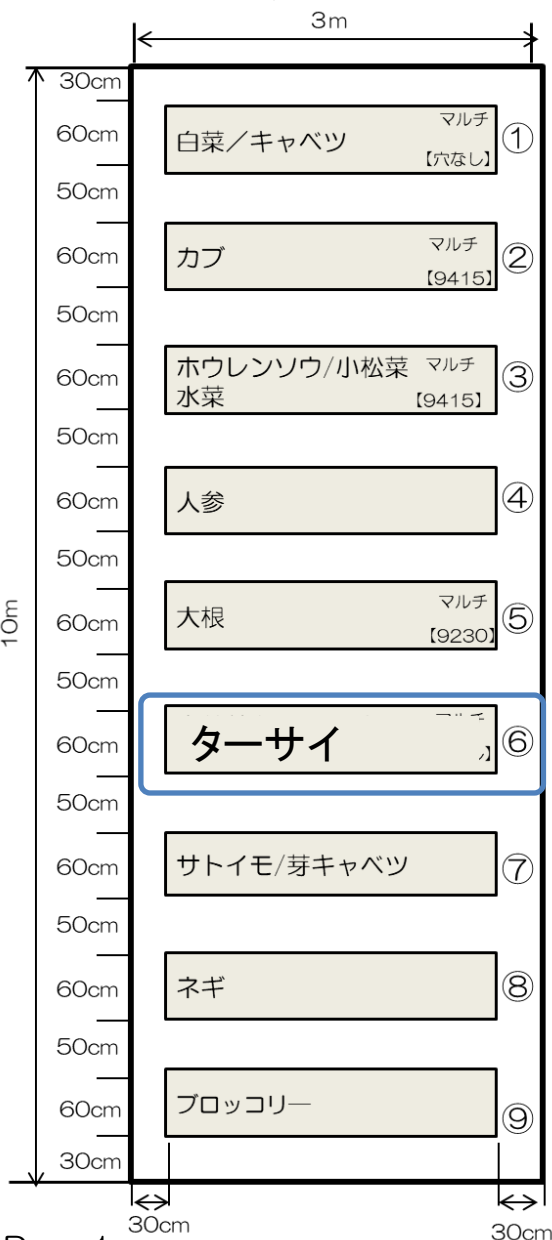 3m
30cm
60cm
白菜／キャベツ
マルチ
【穴なし】
①
50cm
60cm
カブ
マルチ
【9415】
②
50cm
60cm
ホウレンソウ/小松菜
水菜
マルチ
【9415】
③
50cm
60cm
人参
④
50cm
10m
60cm
大根
マルチ
【9230】
⑤
50cm
60cm
ターサイ
⑥
50cm
60cm
サトイモ/芽キャベツ
⑦
50cm
60cm
ネギ
⑧
50cm
60cm
ブロッコリー
⑨
30cm
30cm
30cm